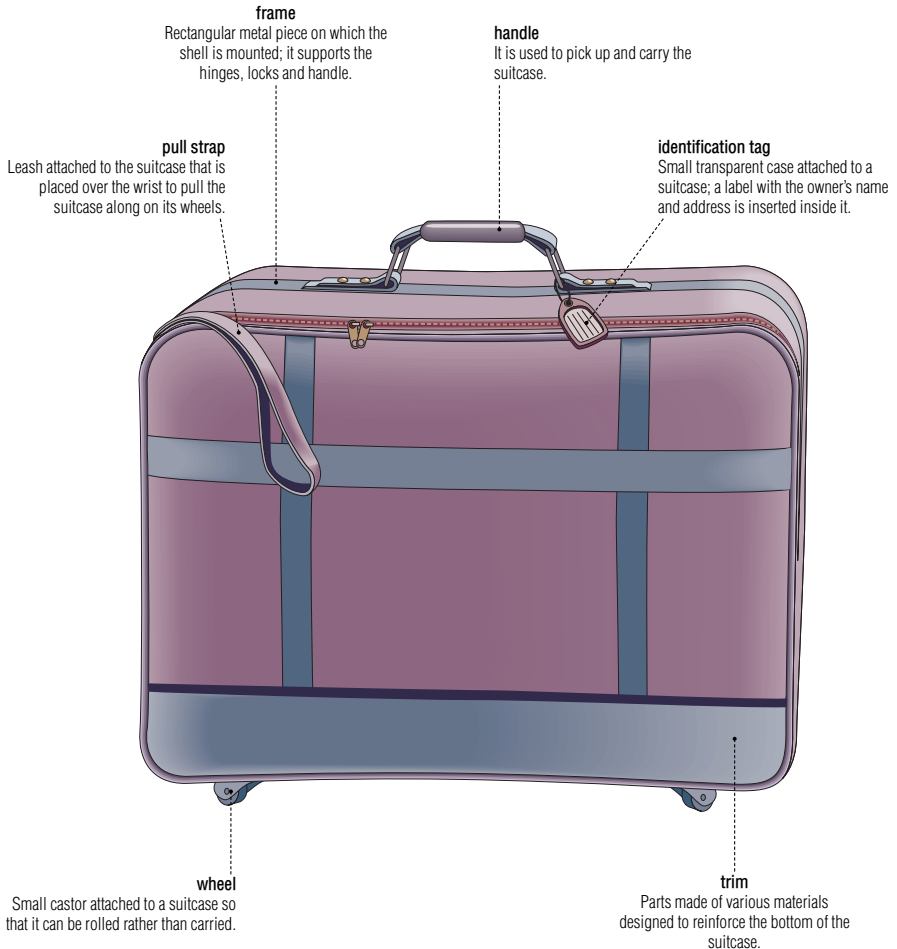 frame
Rectangular metal piece on which the
shell is mounted; it supports the
hinges, locks and handle.
handle
It is used to pick up and carry the
suitcase.
pull strap
Leash attached to the suitcase that is
placed over the wrist to pull the
suitcase along on its wheels.
identification tag
Small transparent case attached to a
suitcase; a label with the owner’s name
and address is inserted inside it.
wheel
Small castor attached to a suitcase so
that it can be rolled rather than carried.
trim
Parts made of various materials
designed to reinforce the bottom of the
suitcase.